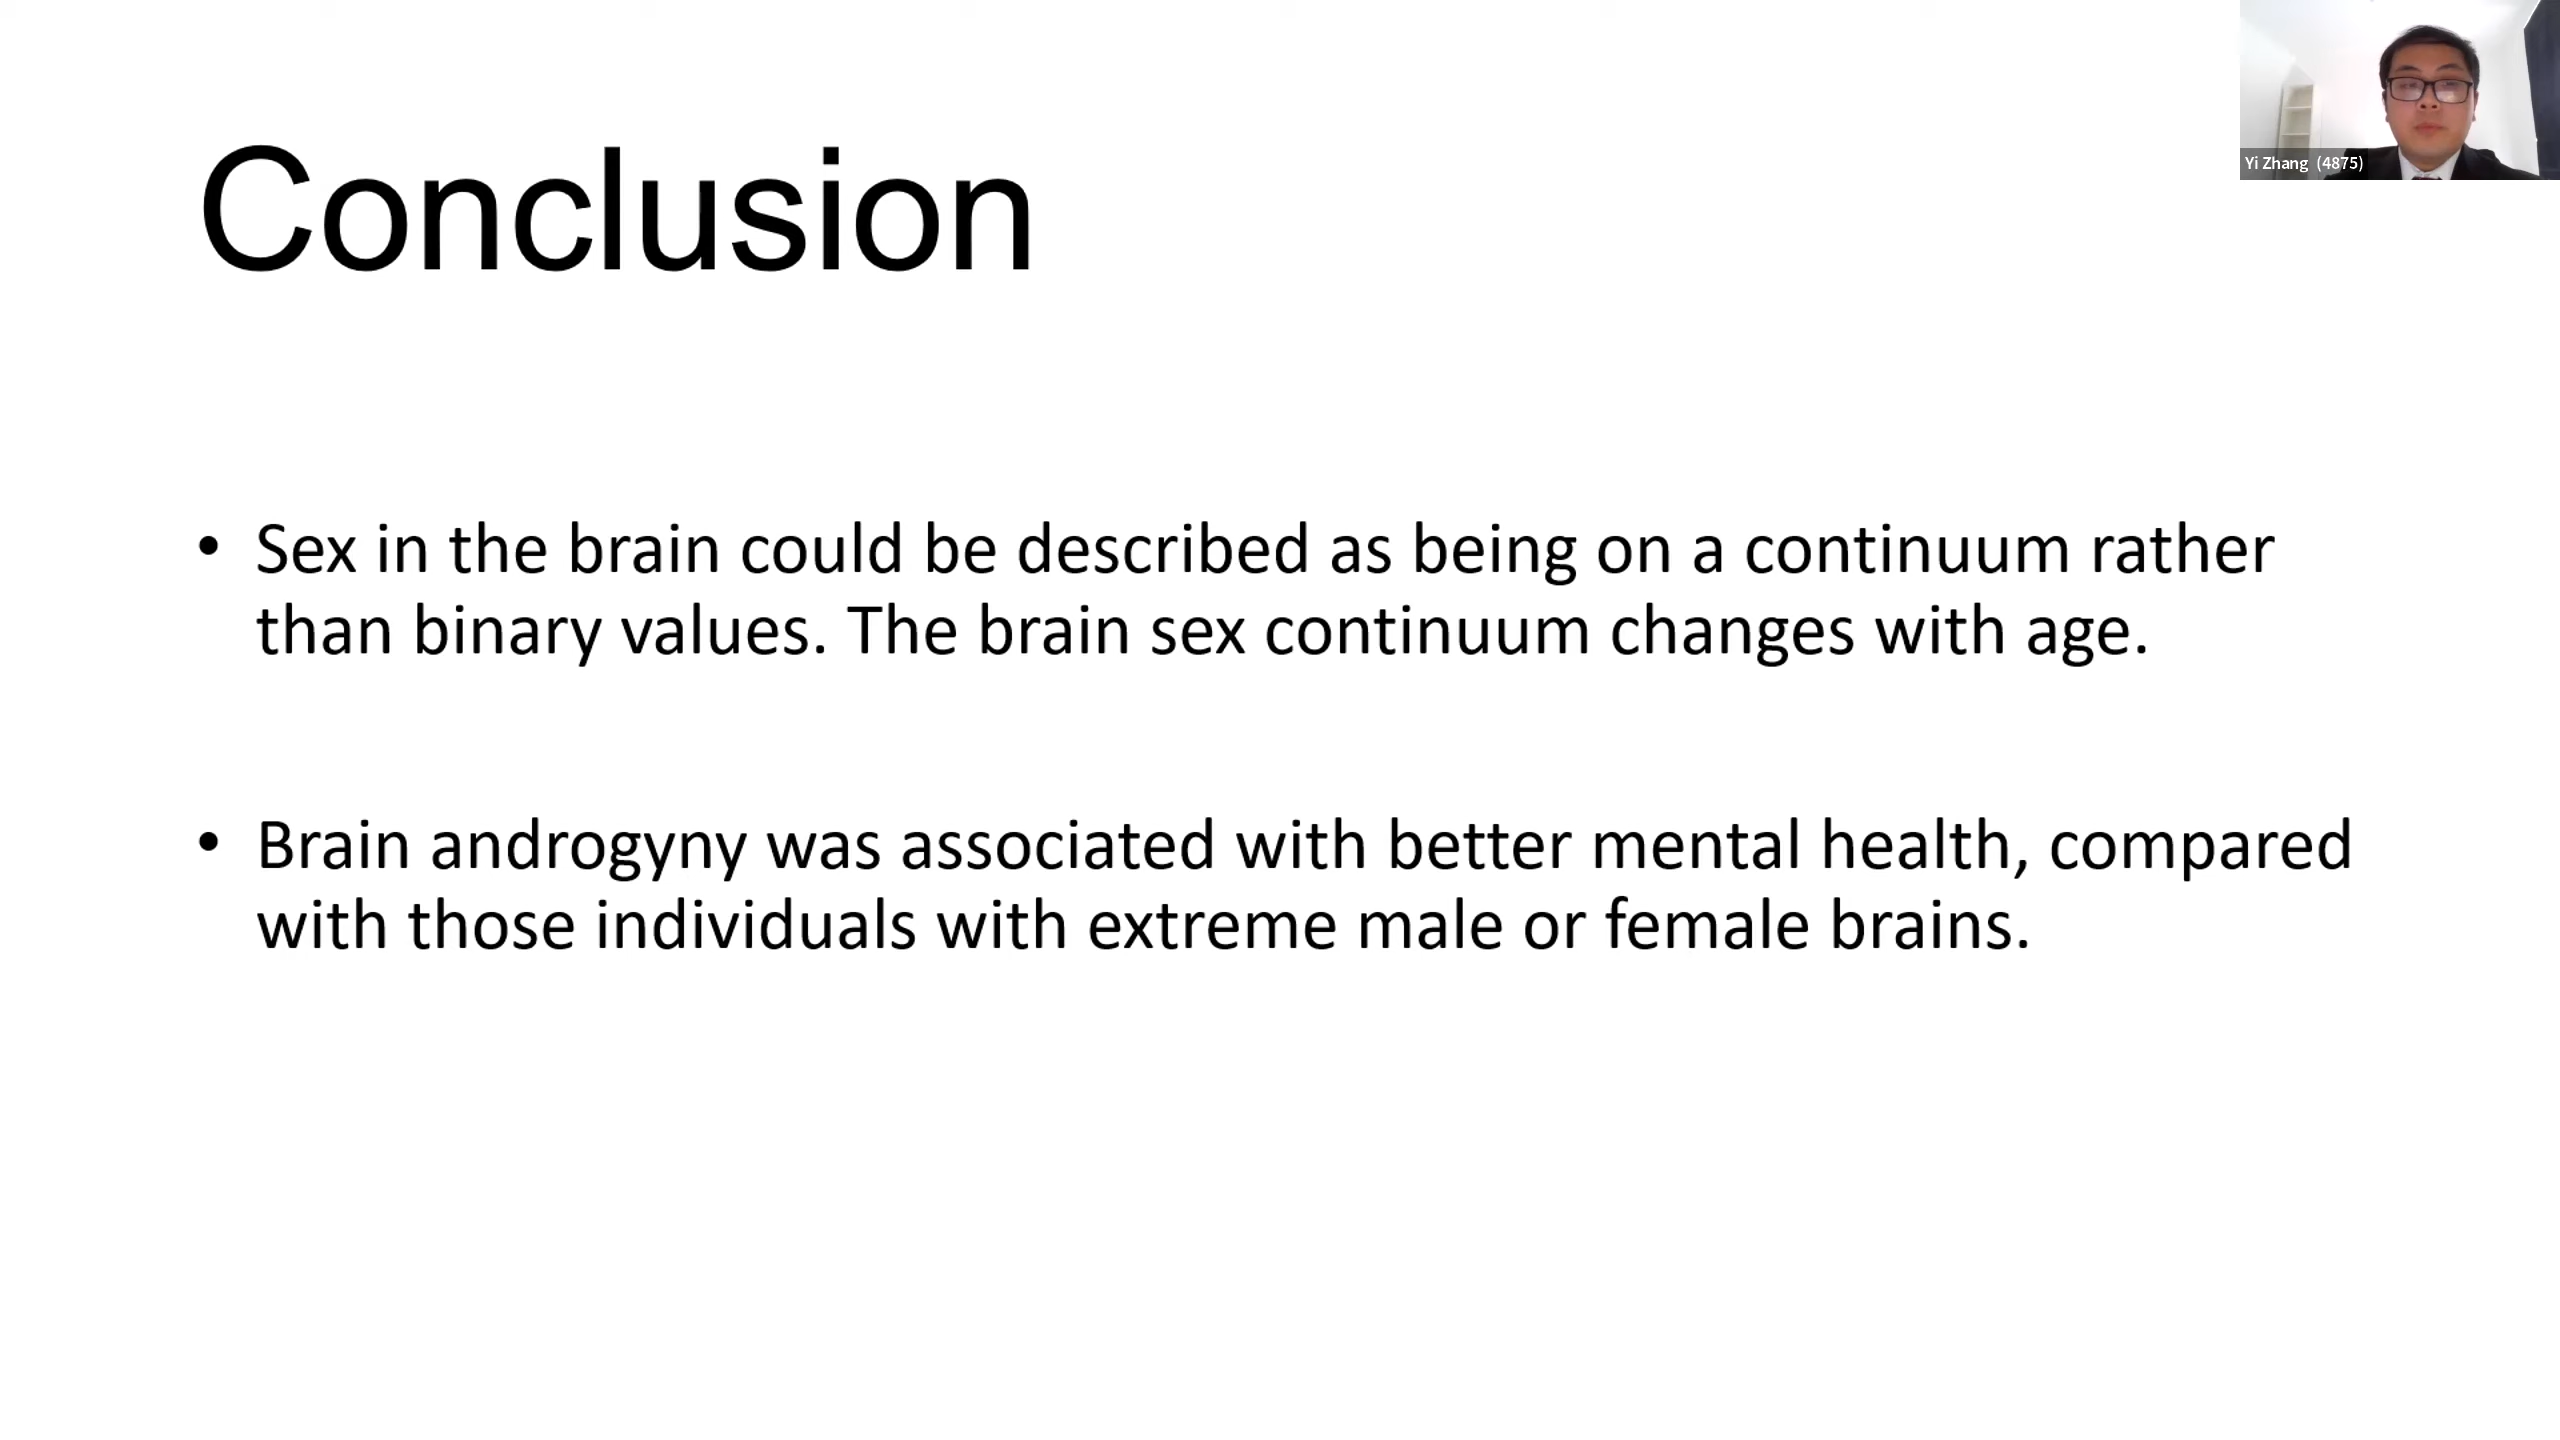 Yi Zhang (4875)
Conclusion
• Sex in the brain could be described as being on a continuum rather
than binary values. The brain sex continuum changes with age.
• Brain androgyny was associated with better mental health, compared
with those individuals with extreme male or female brains.